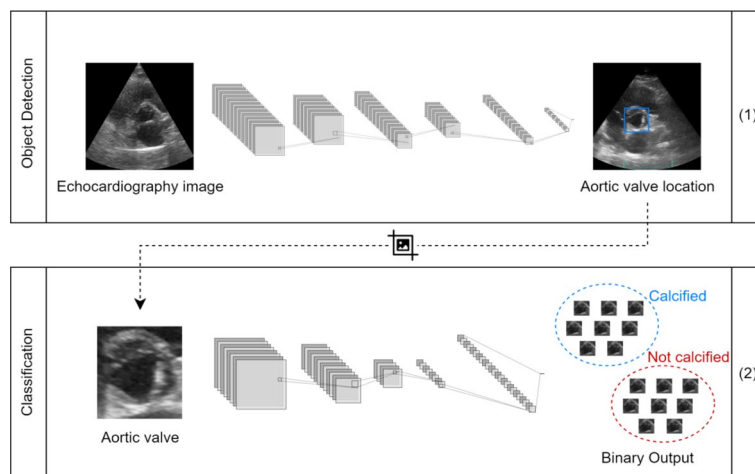 Object Detection
Echocardiography image
Aortic valve location
(1)
Classification
Aortic valve
Calcified
Not calcified
Binary Output
(2)